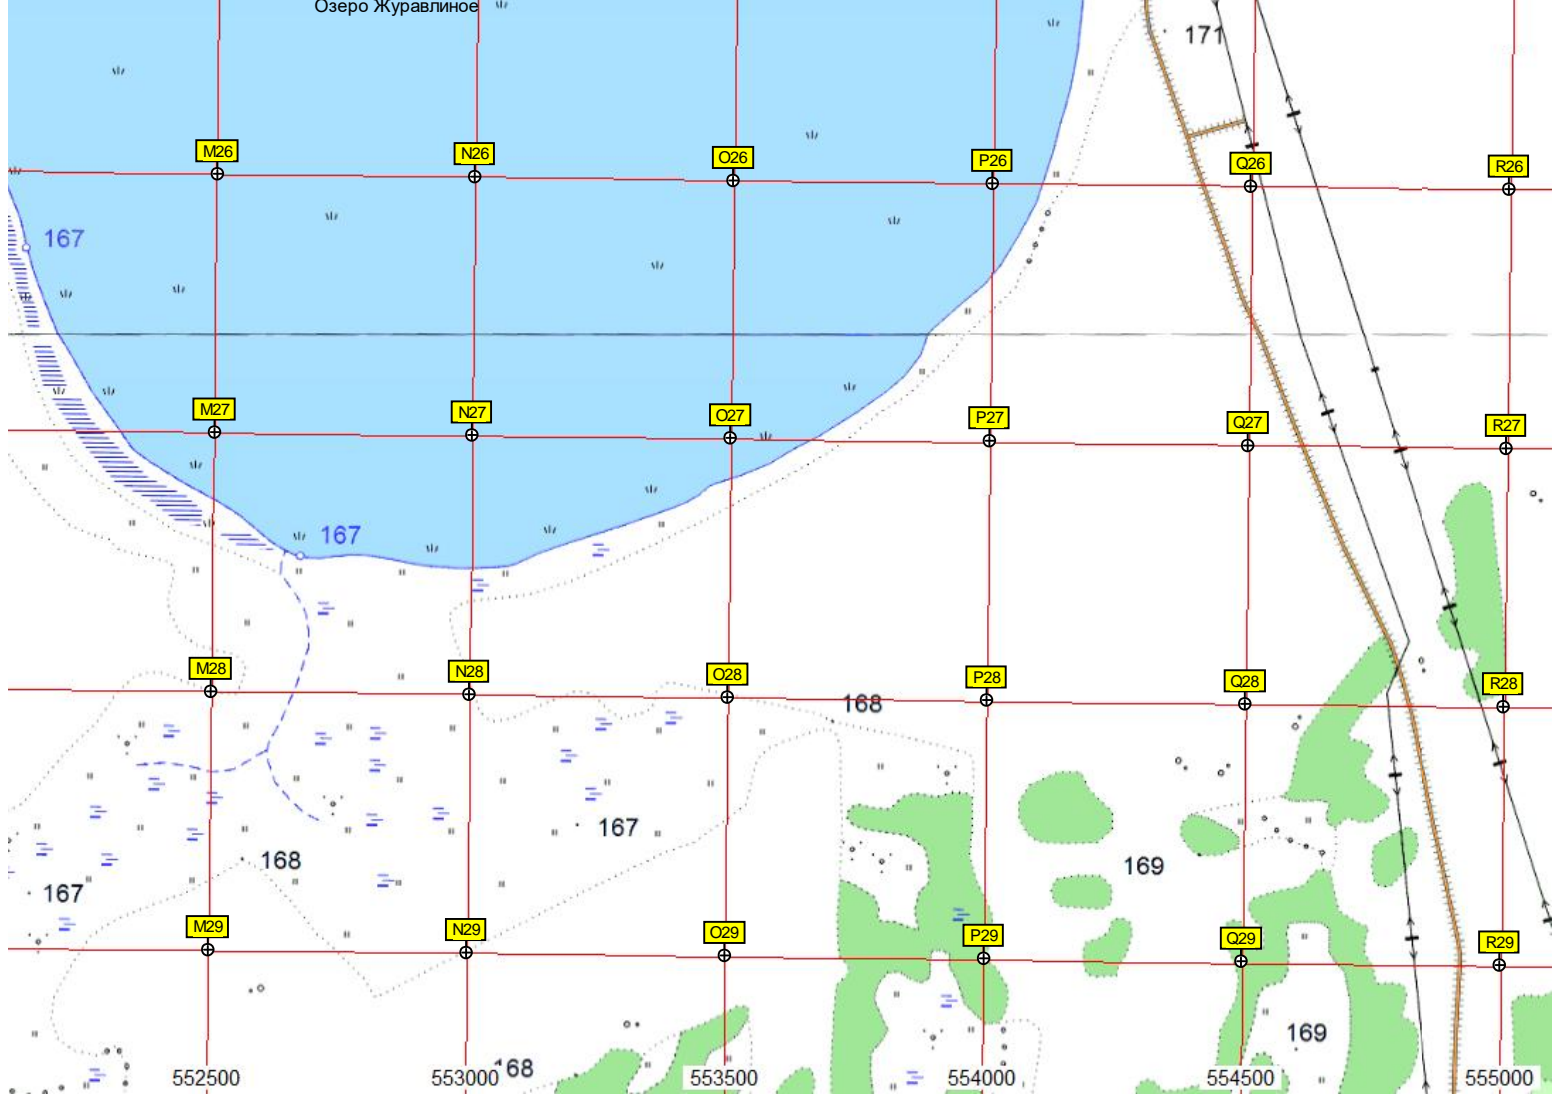 Озеро Журавлиное
171
M26
N26
O26
P26
Q26
R26
167
M27
N27
O27
P27
Q27
R27
167
M28
N28
O28
P28
Q28
R28
168
167
168
169
167
M29
N29
O29
P29
Q29
R29
169
168
552500
553000
553500
554000
554500
555000